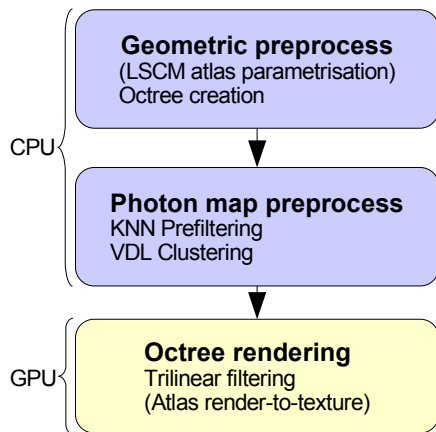 Geometric preprocess
(LSCM atlas parametrisation)
Octree creation
CPU
Photon map preprocess
KNN Prefiltering
VDL Clustering
Octree rendering
GPU
Trilinear filtering
(Atlas render-to-texture)